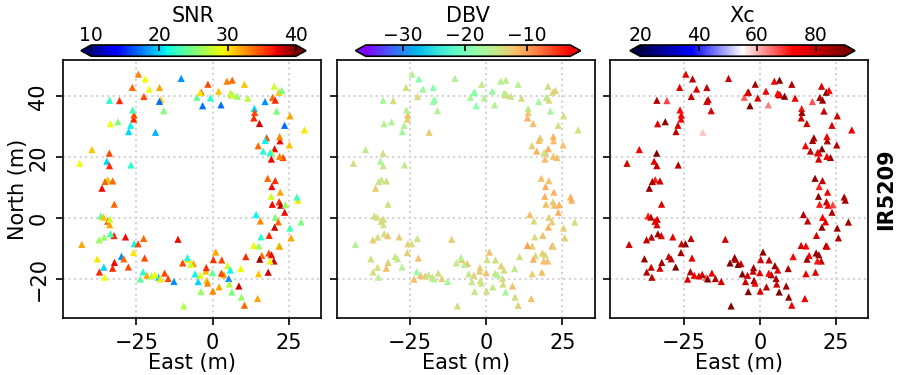 SNR DBV Xc
10 20 30 40 −30 −20 −10 20 40 60 80
40
20
0
−20
North (m)
−25 0 25 −25 0 25 −25 0 25
East (m) East (m) East (m)
IR5209